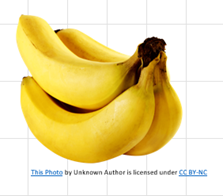 This Photo by Unknown Author is licensed under CC BY-NC